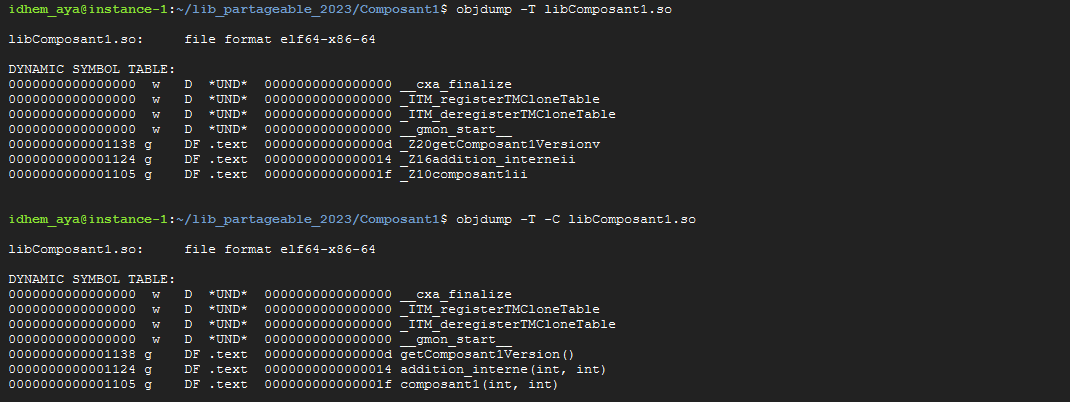 idhem_aya@instance-1:~/lib_partageable_2023/Composant1$ objdump -T libComposant1.so
libComposant1.so:     file format elf64-x86-64
DYNAMIC SYMBOL TABLE:
0000000000000000  w   D  *UND*  0000000000000000 __cxa_finalize
0000000000000000  w   D  *UND*  0000000000000000 _ITM_registerTMCloneTable
0000000000000000  w   D  *UND*  0000000000000000 _ITM_deregisterTMCloneTable
0000000000000000  w   D  *UND*  0000000000000000 __gmon_start__
0000000000001138 g    DF .text  000000000000000d _Z20getComposant1Versionv
0000000000001124 g    DF .text  0000000000000014 _Z16addition_interneii
0000000000001105 g    DF .text  000000000000001f _Z10composant1ii
idhem_aya@instance-1:~/lib_partageable_2023/Composant1$ objdump -T -C libComposant1.so
libComposant1.so:     file format elf64-x86-64
DYNAMIC SYMBOL TABLE:
0000000000000000  w   D  *UND*  0000000000000000 __cxa_finalize
0000000000000000  w   D  *UND*  0000000000000000 _ITM_registerTMCloneTable
0000000000000000  w   D  *UND*  0000000000000000 _ITM_deregisterTMCloneTable
0000000000000000  w   D  *UND*  0000000000000000 __gmon_start__
0000000000001138 g    DF .text  000000000000000d getComposant1Version()
0000000000001124 g    DF .text  0000000000000014 addition_interne(int, int)
0000000000001105 g    DF .text  000000000000001f composant1(int, int)